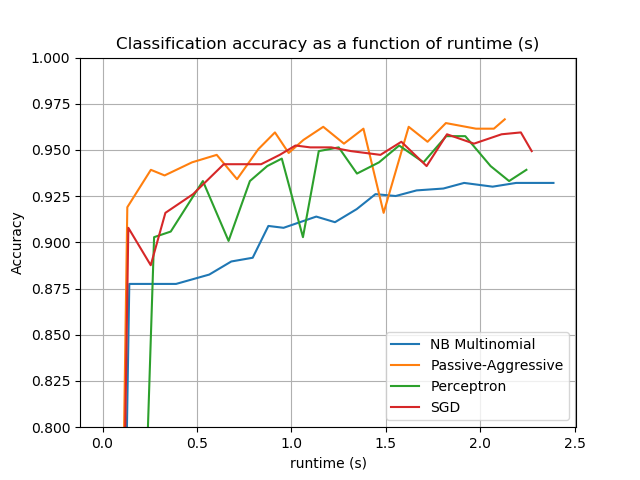 Classification accuracy as a function of runtime (s)
1.000
0.975
0.950
0.925
0.900
0.875
0.850
0.825
0.800
Accuracy
NB Multinomial
Passive-Aggressive
Perceptron
SGD
0.0 0.5 1.0 1.5 2.0 2.5
runtime (s)